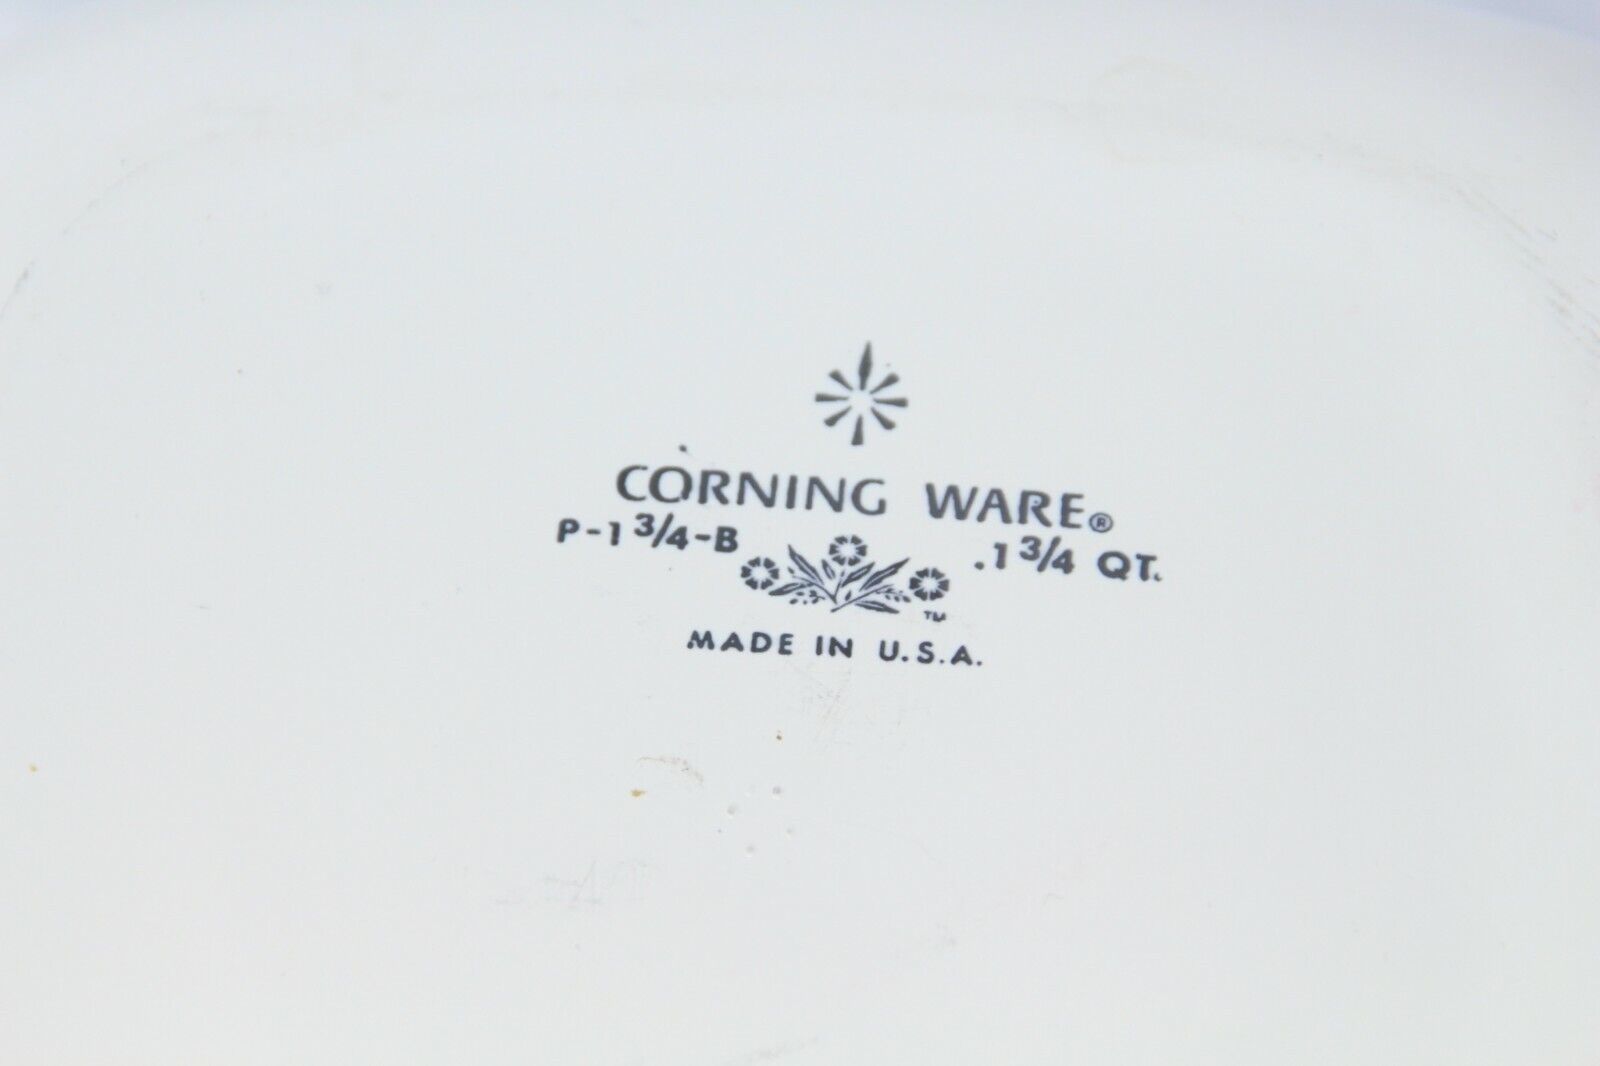 CORNING WARE®
P-1 3/4-B .1 3/4 QT.
TM
MADE IN U.S.A.